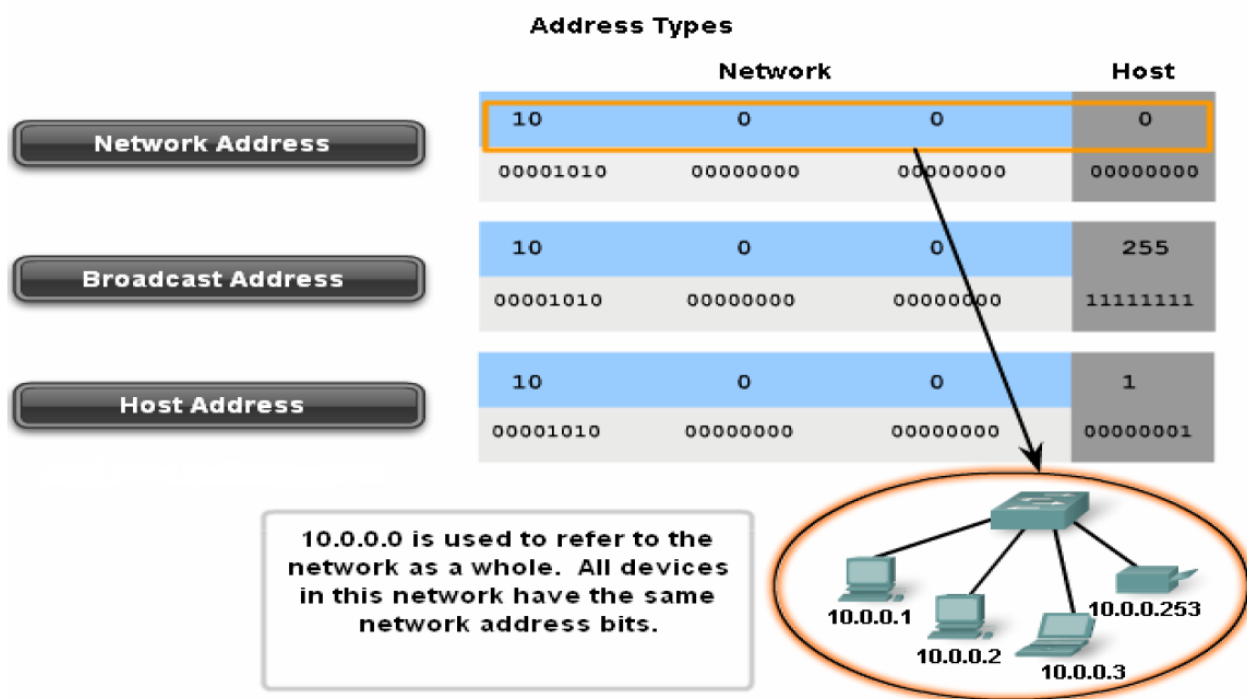 Address Types
Network Host
Network Address
10 0 0 0
00001010 00000000 00000000 00000000
Broadcast Address
10 0 0 255
00001010 00000000 00000000 11111111
Host Address
10 0 0 1
00001010 00000000 00000000 00000001
10.0.0.0 is used to refer to the
network as a whole. All devices
in this network have the same
network address bits.
10.0.0.1
10.0.0.2
10.0.0.3
10.0.0.253